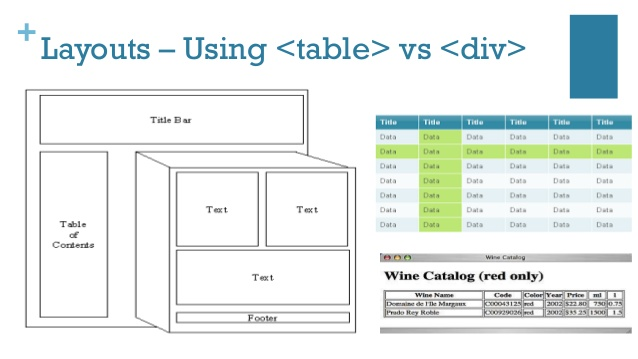 +
Layouts – Using <table> vs <div>
Title Bar
Table
of
Contents
Text Text
Text
Footer
Title Title Title Title Title Title
Data Data Data Data Data Data
Data Data Data Data Data Data
Data Data Data Data Data Data
Data Data Data Data Data Data
Data Data Data Data Data Data
Data Data Data Data Data Data
Data Data Data Data Data Data
Wine Catalog
Wine Catalog (red only)
Wine Name Code Color Year Price ml l
Domaine de l'Ile Margaux C00043125 red 2002 $22.80 750 0.75
Prado Rey Roble C00929026 red 2002 $35.25 1500 1.5